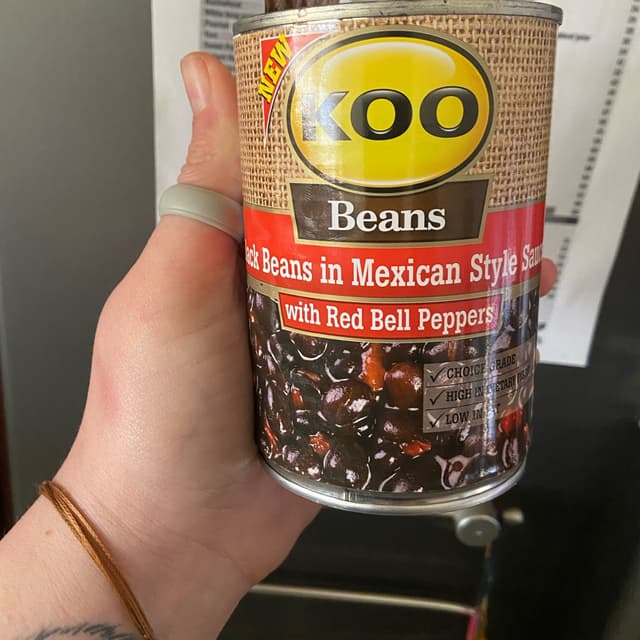 NEW
KOO
Beans
ack Beans in Mexican Style Sau
with Red Bell Peppers
CHOICE GRADE
HIGH IN DIETARY
LOW IN